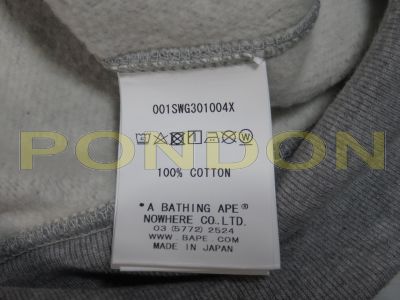 001SWG301004X
PONDON
100% COTTON
"A BATHING APE"
NOWHERE CO.,LTD.
03(5772)2524
WWW.BAPE.COM
MADE IN JAPAN